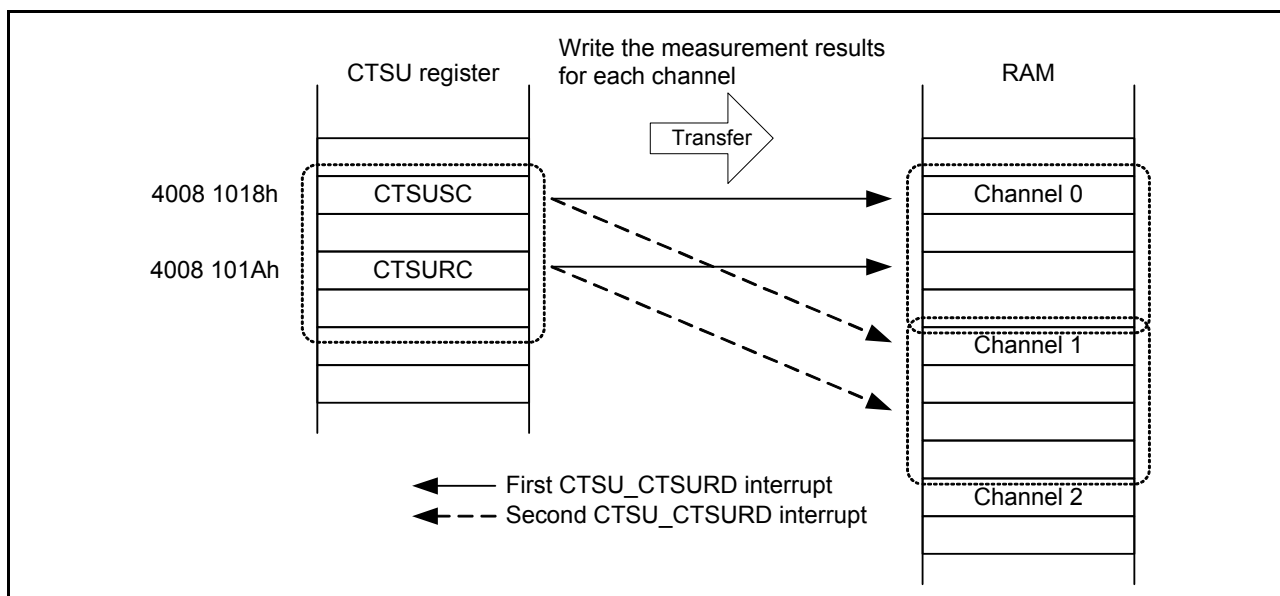 Write the measurement results
for each channel
CTSU register
RAM
Transfer
4008 1018h
CTSUSC
Channel 0
4008 101Ah
CTSURC
Channel 1
First CTSU_CTSURD interrupt
Second CTSU_CTSURD interrupt
Channel 2